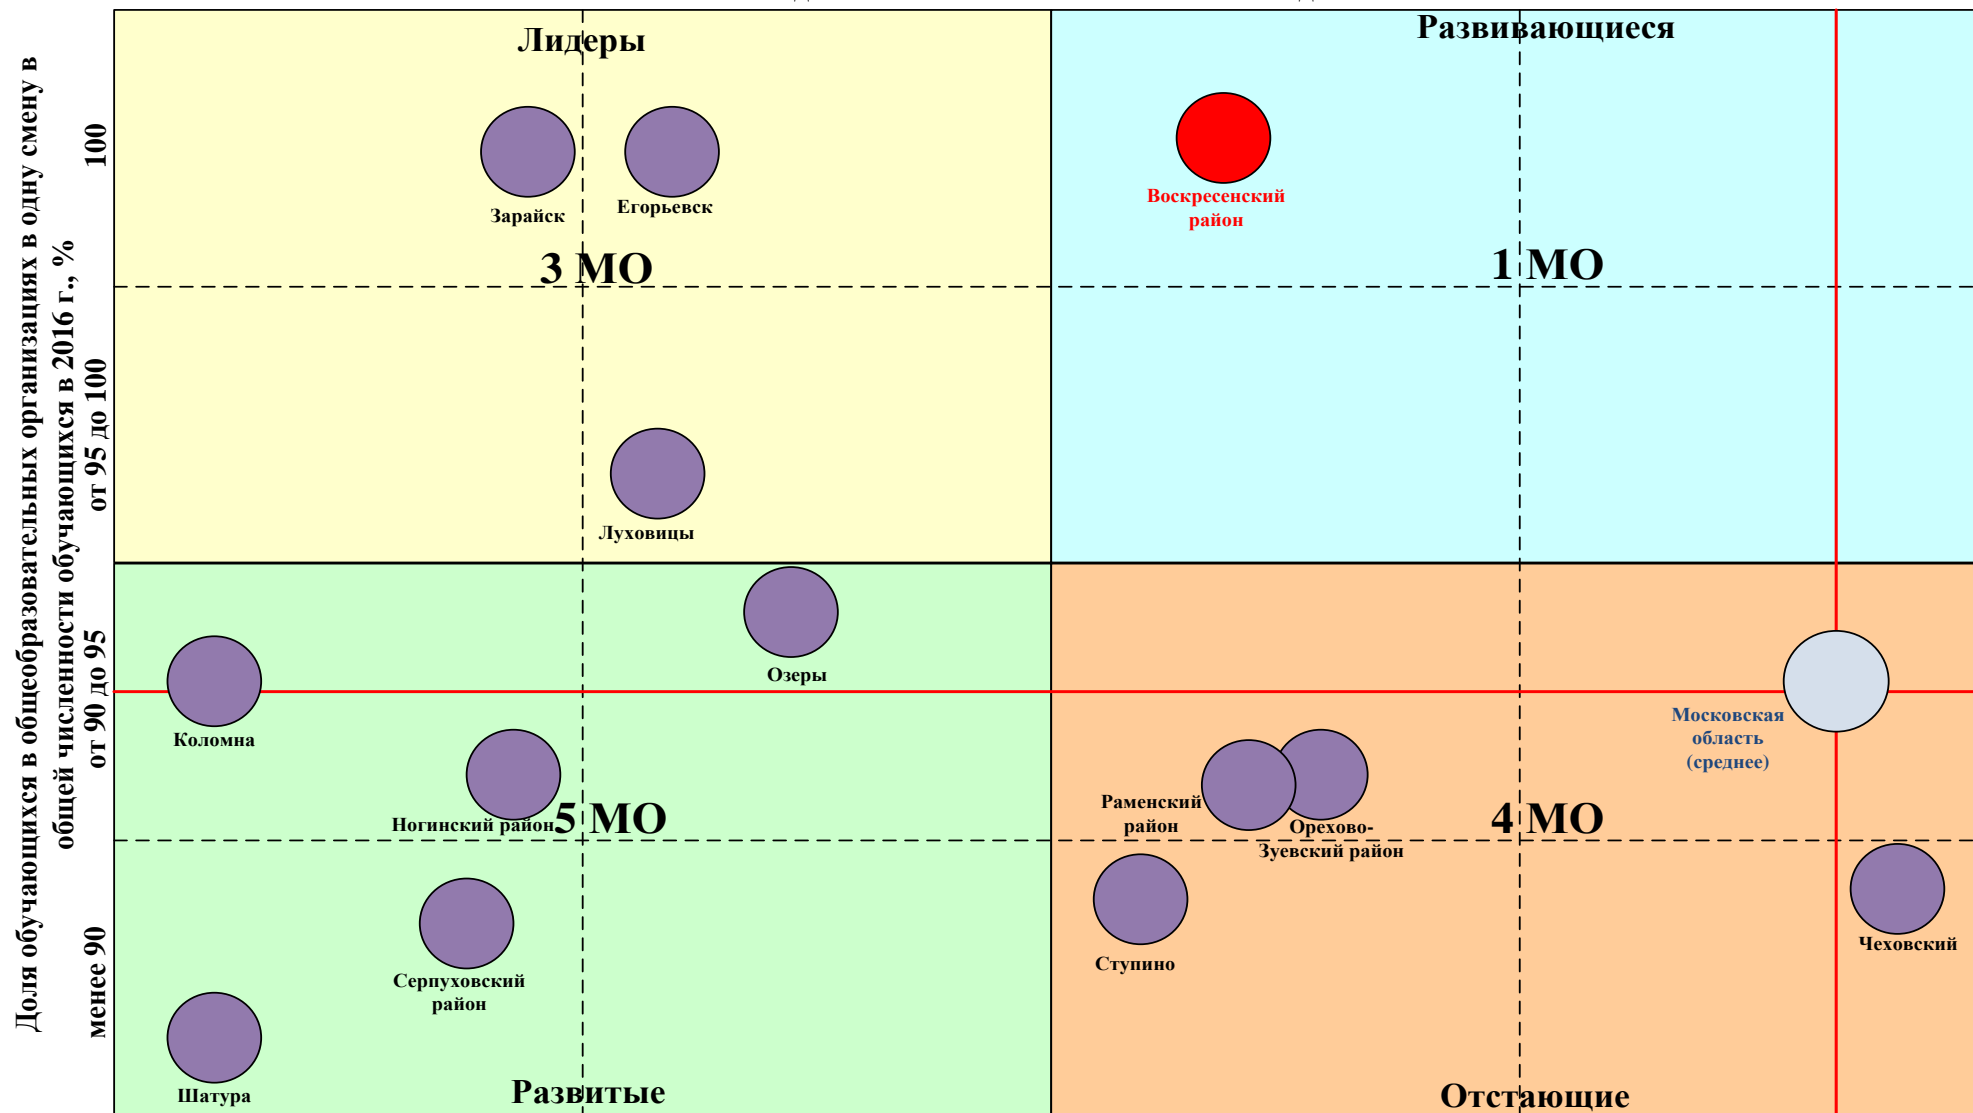 Доля обучающихся в общеобразовательных организациях в одну смену в
общей численности обучающихся в 2016 г., %
100
от 95 до 100
от 90 до 95
менее 90
Лидеры
Развивающиеся
Зарайск
Егорьевск
Воскресенский
район
3 МО
1 МО
Луховицы
Озеры
Коломна
Московская
область
(среднее)
Ногинский район
5 МО
Раменский
район
Орехово-
Зуевский район
4 МО
Серпуховский
район
Ступино
Чеховский
Шатура
Развитые
Отстающие